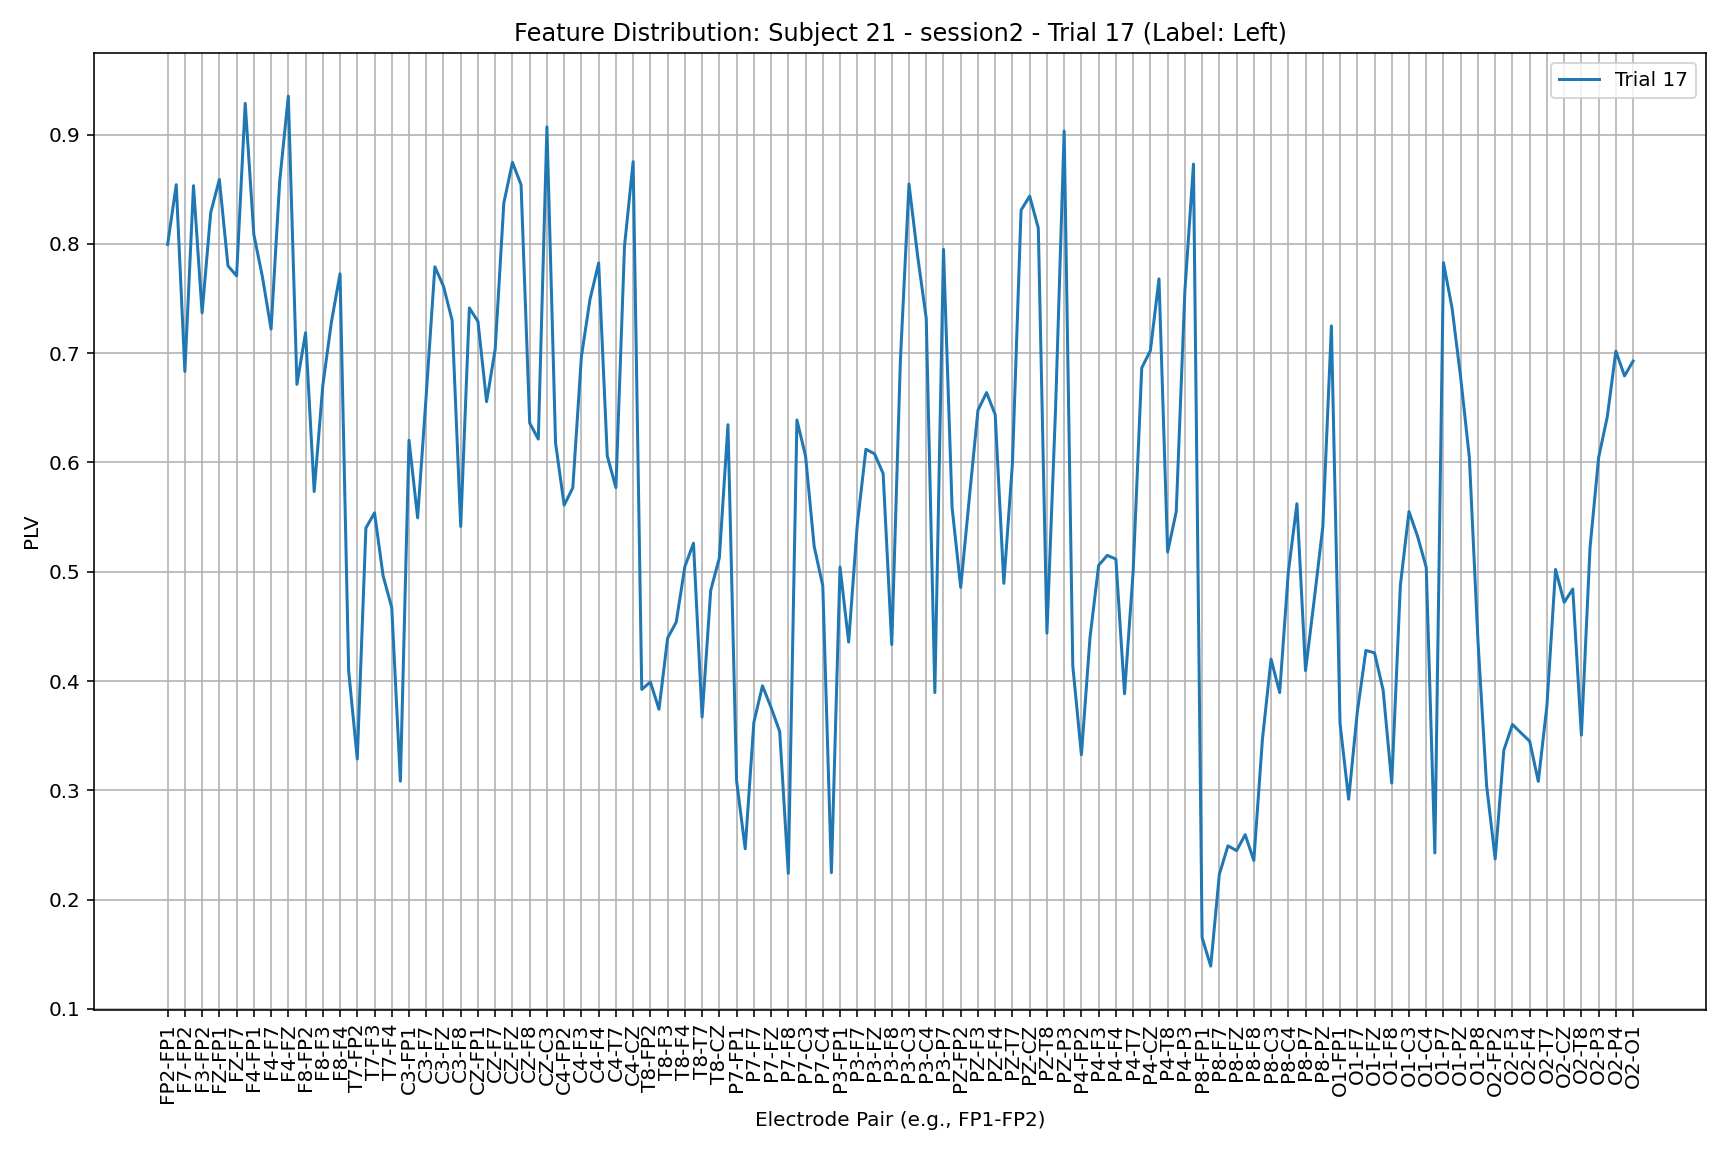 Feature Distribution: Subject 21 - session2 - Trial 17 (Label: Left)
Trial 17
PLV
0.9
0.8
0.7
0.6
0.5
0.4
0.3
0.2
0.1
FP2-FP1
F7-FP2
F3-FP2
FZ-FP1
FZ-F7
F4-FP1
F4-F7
F4-FZ
F8-FP2
F8-F3
F8-F4
T7-FP2
T7-F3
T7-F4
C3-FP1
C3-F7
C3-FZ
C3-F8
CZ-FP1
CZ-F7
CZ-FZ
CZ-F8
CZ-C3
C4-FP2
C4-F3
C4-F4
C4-T7
C4-CZ
T8-FP2
T8-F3
T8-F4
T8-T7
T8-CZ
P7-FP1
P7-F7
P7-FZ
P7-F8
P7-C3
P7-C4
P3-FP1
P3-F7
P3-FZ
P3-F8
P3-C3
P3-C4
P3-P7
PZ-FP2
PZ-F3
PZ-F4
PZ-T7
PZ-CZ
PZ-T8
PZ-P3
P4-FP2
P4-F3
P4-F4
P4-T7
P4-CZ
P4-T8
P4-P3
P8-FP1
P8-F7
P8-FZ
P8-F8
P8-C3
P8-C4
P8-P7
P8-PZ
O1-FP1
O1-F7
O1-FZ
O1-F8
O1-C3
O1-C4
O1-P7
O1-PZ
O1-P8
O2-FP2
O2-F3
O2-F4
O2-T7
O2-CZ
O2-T8
O2-P3
O2-P4
O2-O1
Electrode Pair (e.g., FP1-FP2)